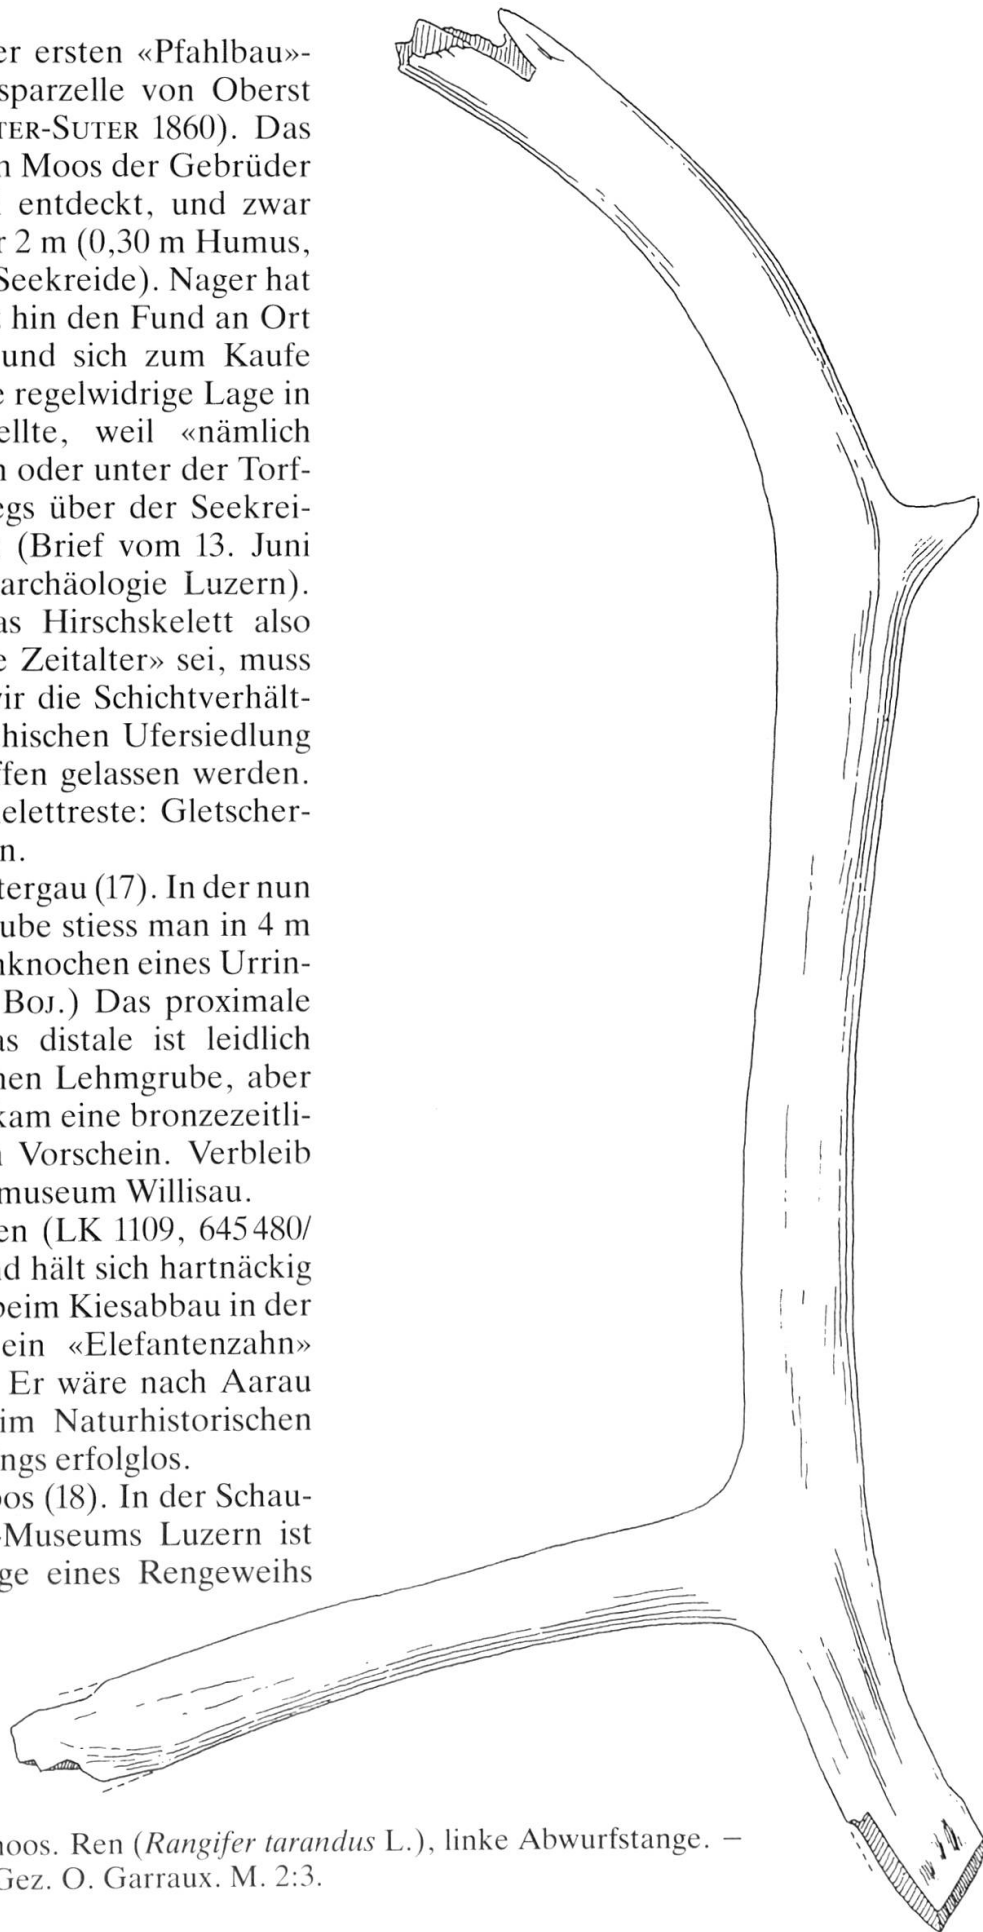 er ersten «Pfahlbau»-
sparzelle von Oberst
TER-SUTER 1860). Das
n Moos der Gebrüder
entdeckt, und zwar
r 2 m (0,30 m Humus,
Seekreide). Nager hat
hin den Fund an Ort
und sich zum Kaufe
e regelwidrige Lage in
ellte, weil «nämlich
n oder unter der Torf-
egs über der Seekrei-
(Brief vom 13. Juni
archäologie Luzern).
as Hirschskelett also
e Zeitalter» sei, muss
vir die Schichtverhält-
hischen Ufersiedlung
ffen gelassen werden.
elettreste: Gletscher-
n.
tergau (17). In der nun
ube stiess man in 4 m
nknochen eines Urrin-
BOJ.) Das proximale
as distale ist leidlich
nen Lehmgrube, aber
kam eine bronzezeitli-
n Vorschein. Verbleib
museum Willisau.
en (LK 1109, 645 480/
nd hält sich hartnäckig
beim Kiesabbau in der
ein «Elefantenzahn»
Er wäre nach Aarau
im Naturhistorischen
ngs erfolglos.
oos (18). In der Schau-
-Museums Luzern ist
ge eines Rengeweihs
noos. Ren (Rangifer tarandus L.), linke Abwurfstange. –
Gez. O. Garraux. M. 2:3.